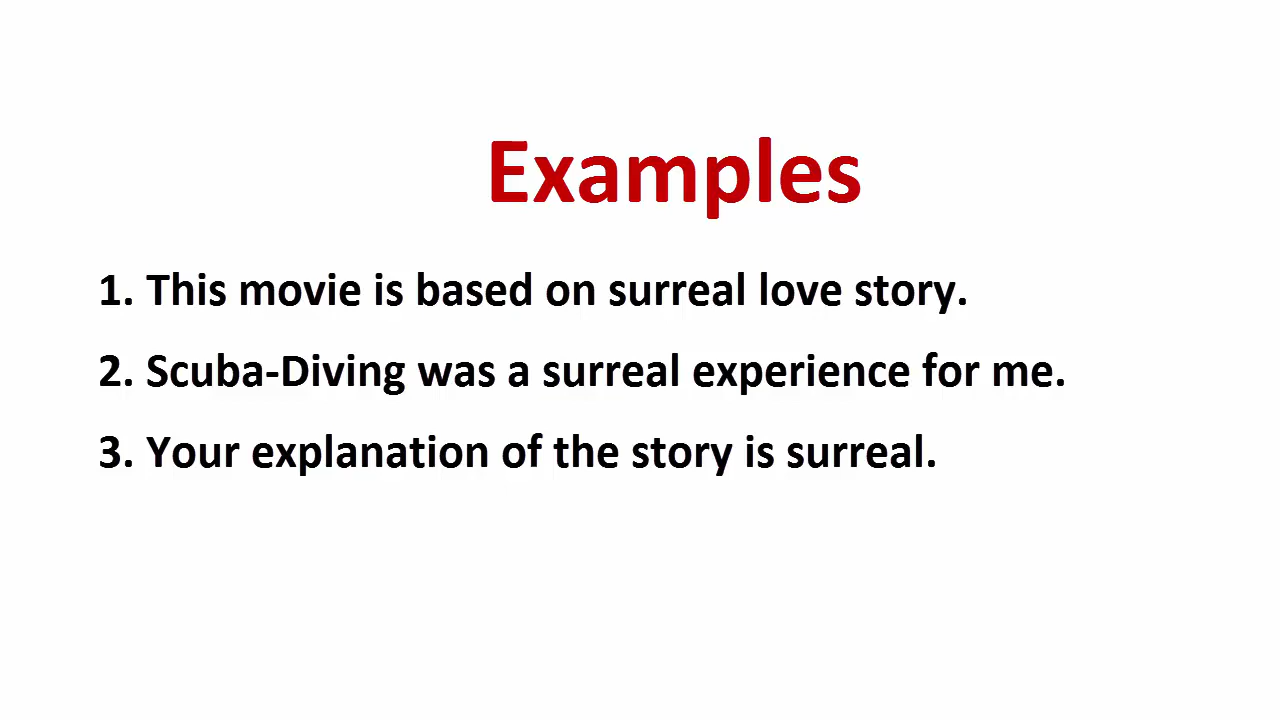 Examples
1. This movie is based on surreal love story.
2. Scuba-Diving was a surreal experience for me.
3. Your explanation of the story is surreal.